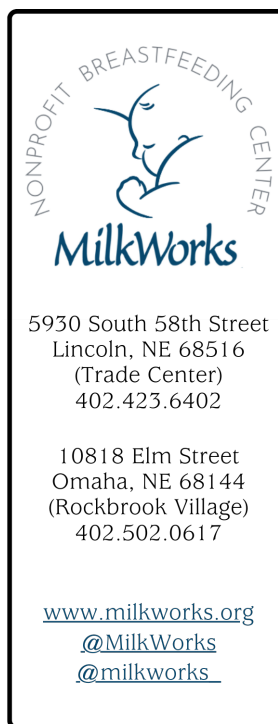 NONPROFIT BREASTFEEDING CENTER
MilkWorks
5930 South 58th Street
Lincoln, NE 68516
(Trade Center)
402.423.6402
10818 Elm Street
Omaha, NE 68144
(Rockbrook Village)
402.502.0617
www.milkworks.org
@MilkWorks
@milkworks_